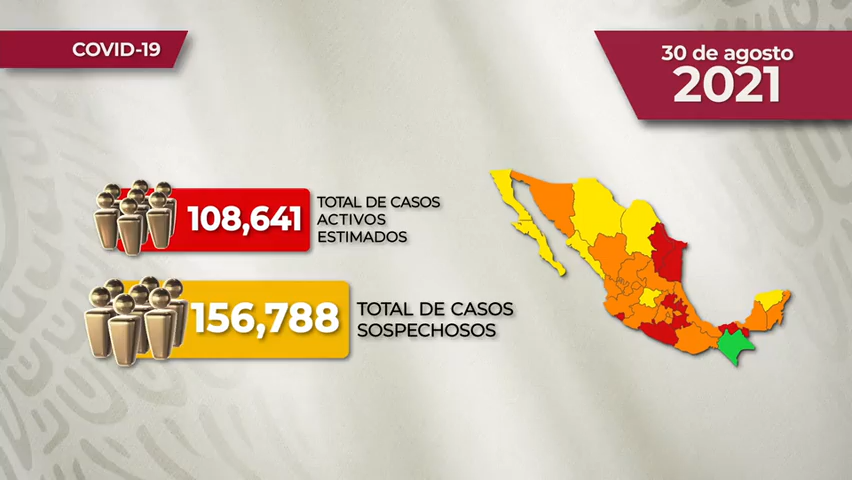 COVID-19
30 de agosto
2021
108,641
TOTAL DE CASOS
ACTIVOS
ESTIMADOS
156,788
TOTAL DE CASOS
SOSPECHOSOS